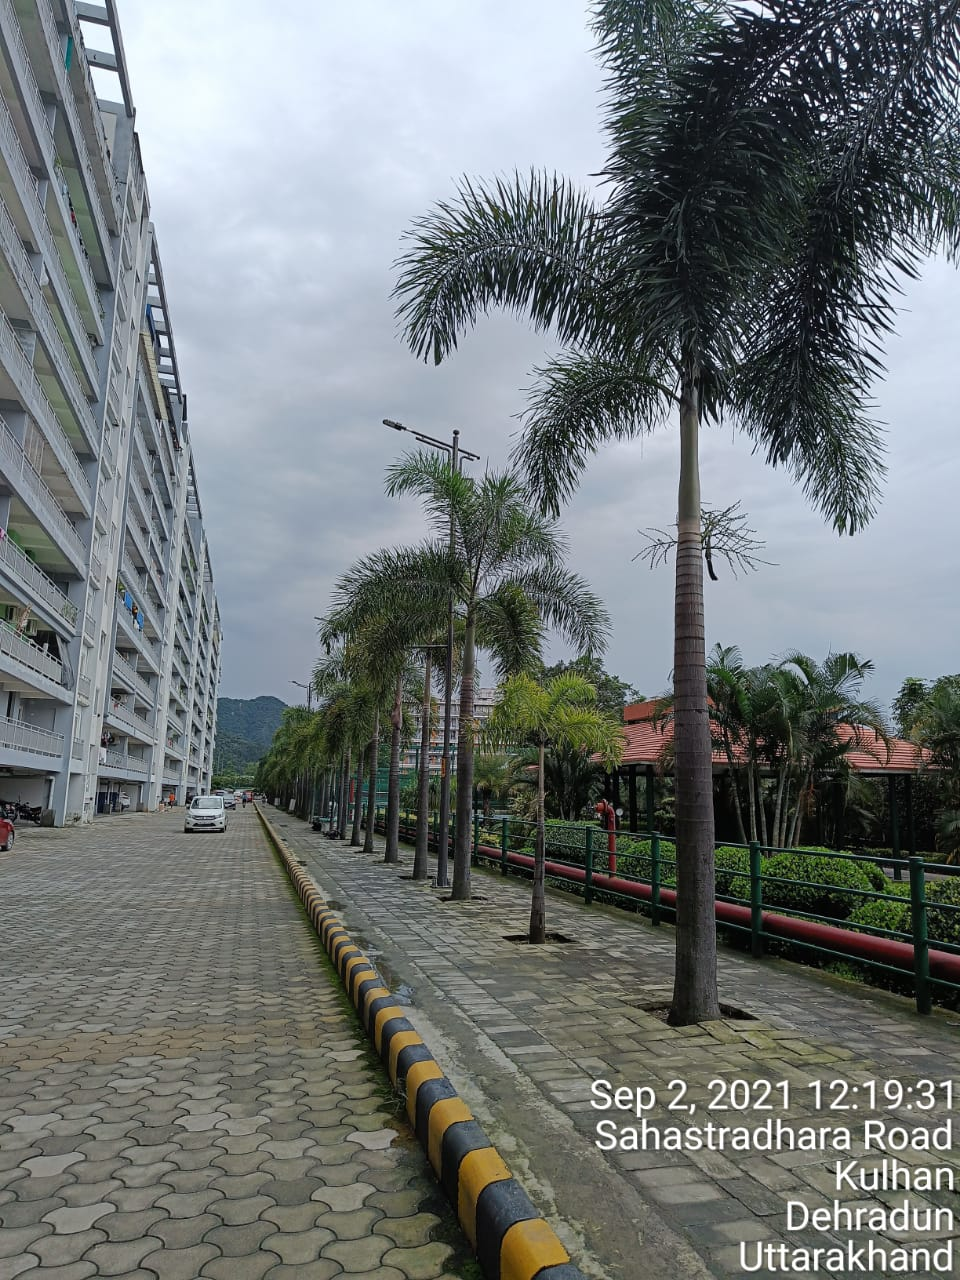 Sep 2, 2021 12:19:31
Sahastradhara Road
Kulhan
Dehradun
Uttarakhand